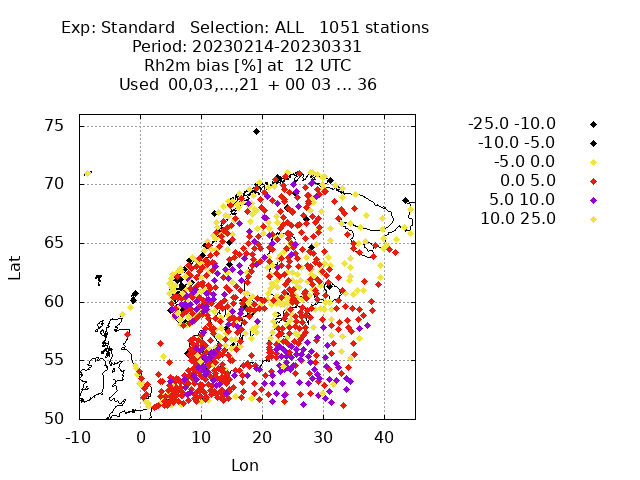 Exp: Standard   Selection: ALL   1051 stations
Period: 20230214-20230331
Rh2m bias [%] at  12 UTC
Used  00,03,...,21  + 00 03 ... 36
-25.0 -10.0
-10.0 -5.0
-5.0 0.0
0.0 5.0
5.0 10.0
10.0 25.0
75
70
65
60
55
50
Lat
-10 0 10 20 30 40
Lon